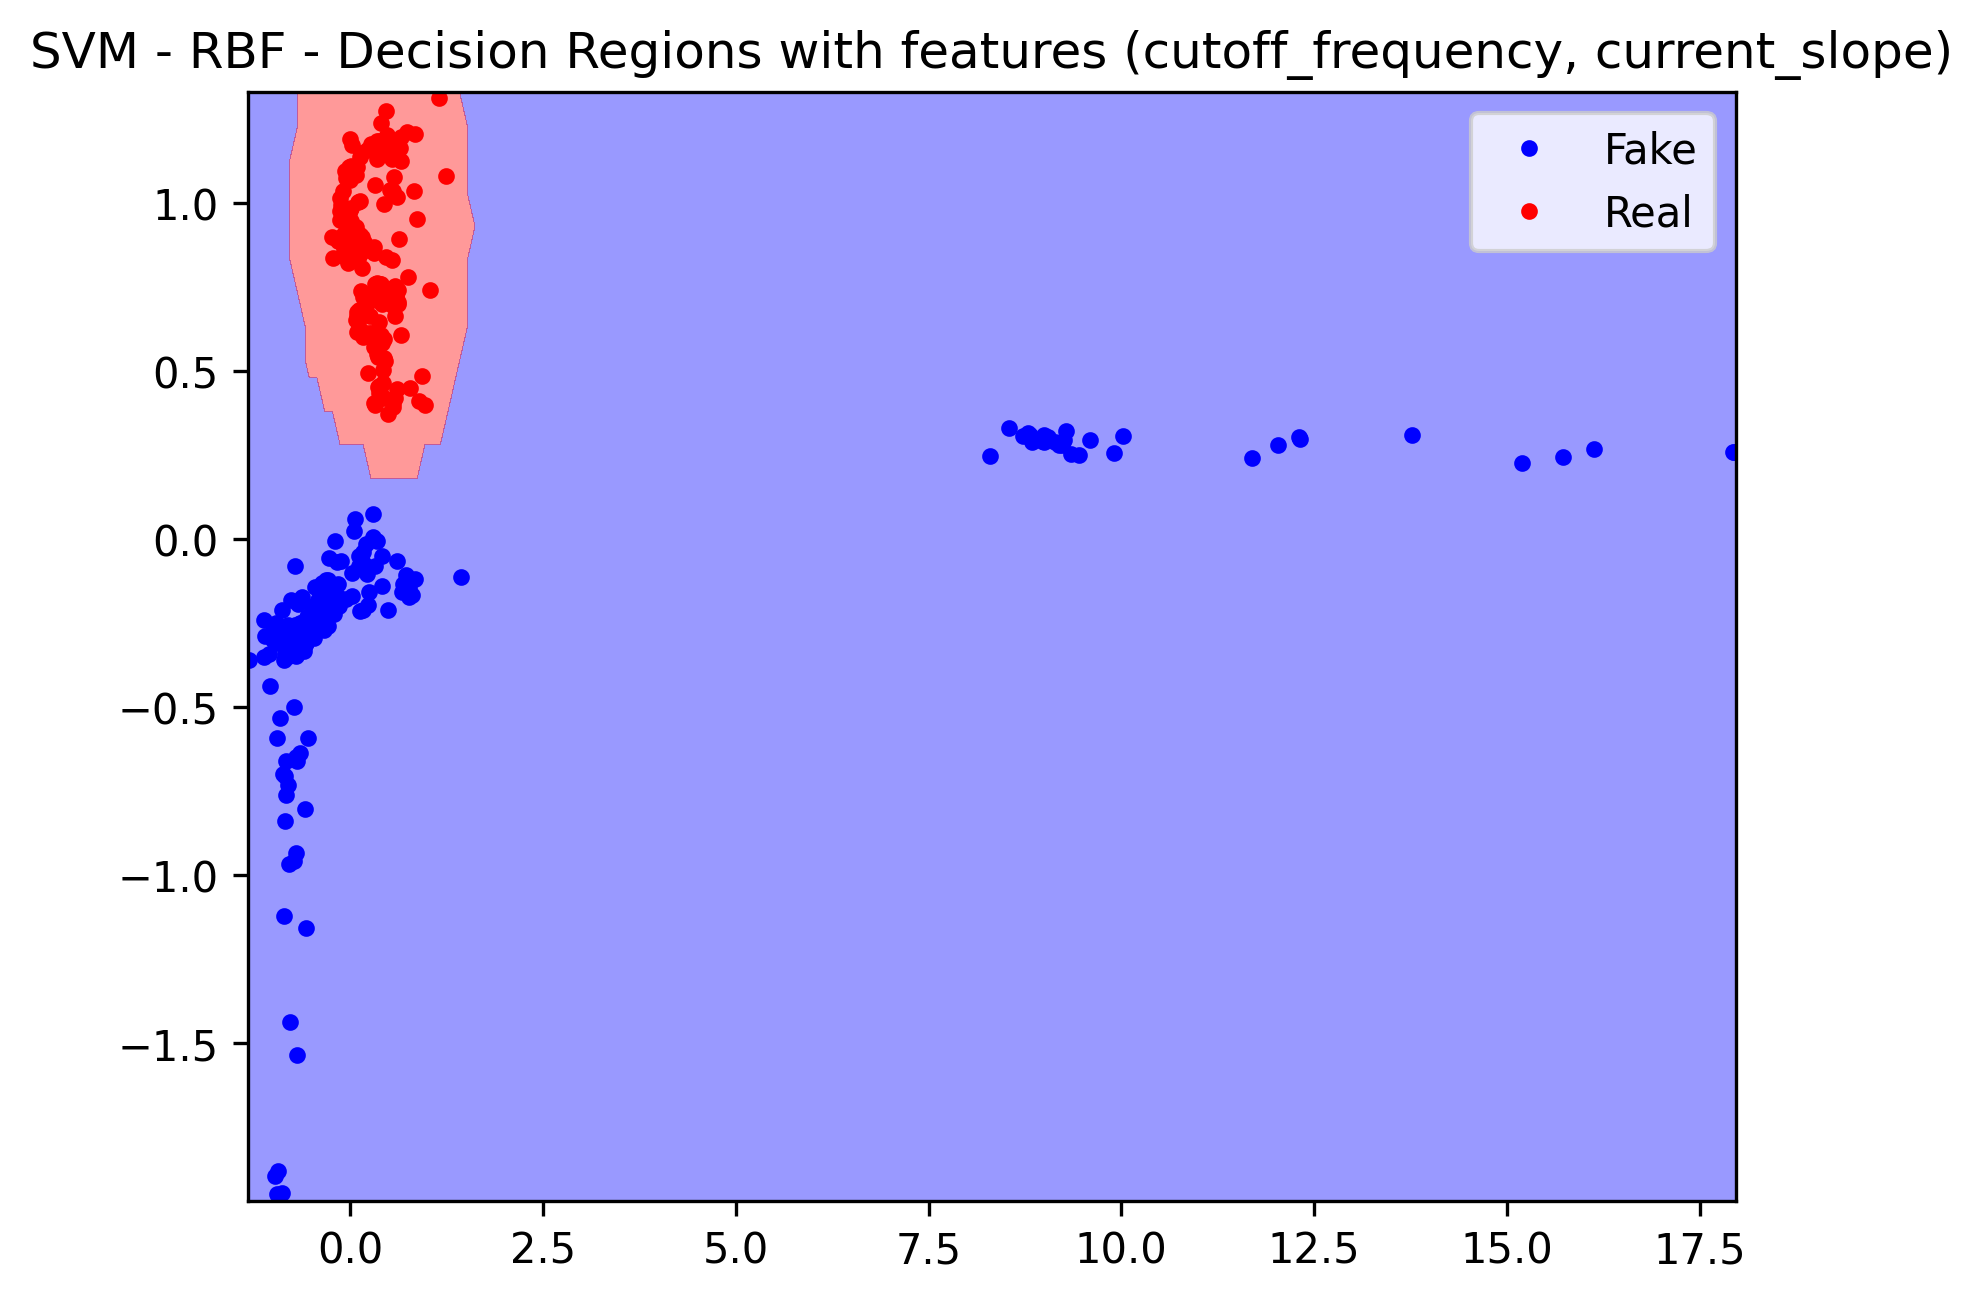 SVM - RBF - Decision Regions with features (cutoff_frequency, current_slope)
Fake
Real
1.0
0.5
0.0
−0.5
−1.0
−1.5
0.0 2.5 5.0 7.5 10.0 12.5 15.0 17.5